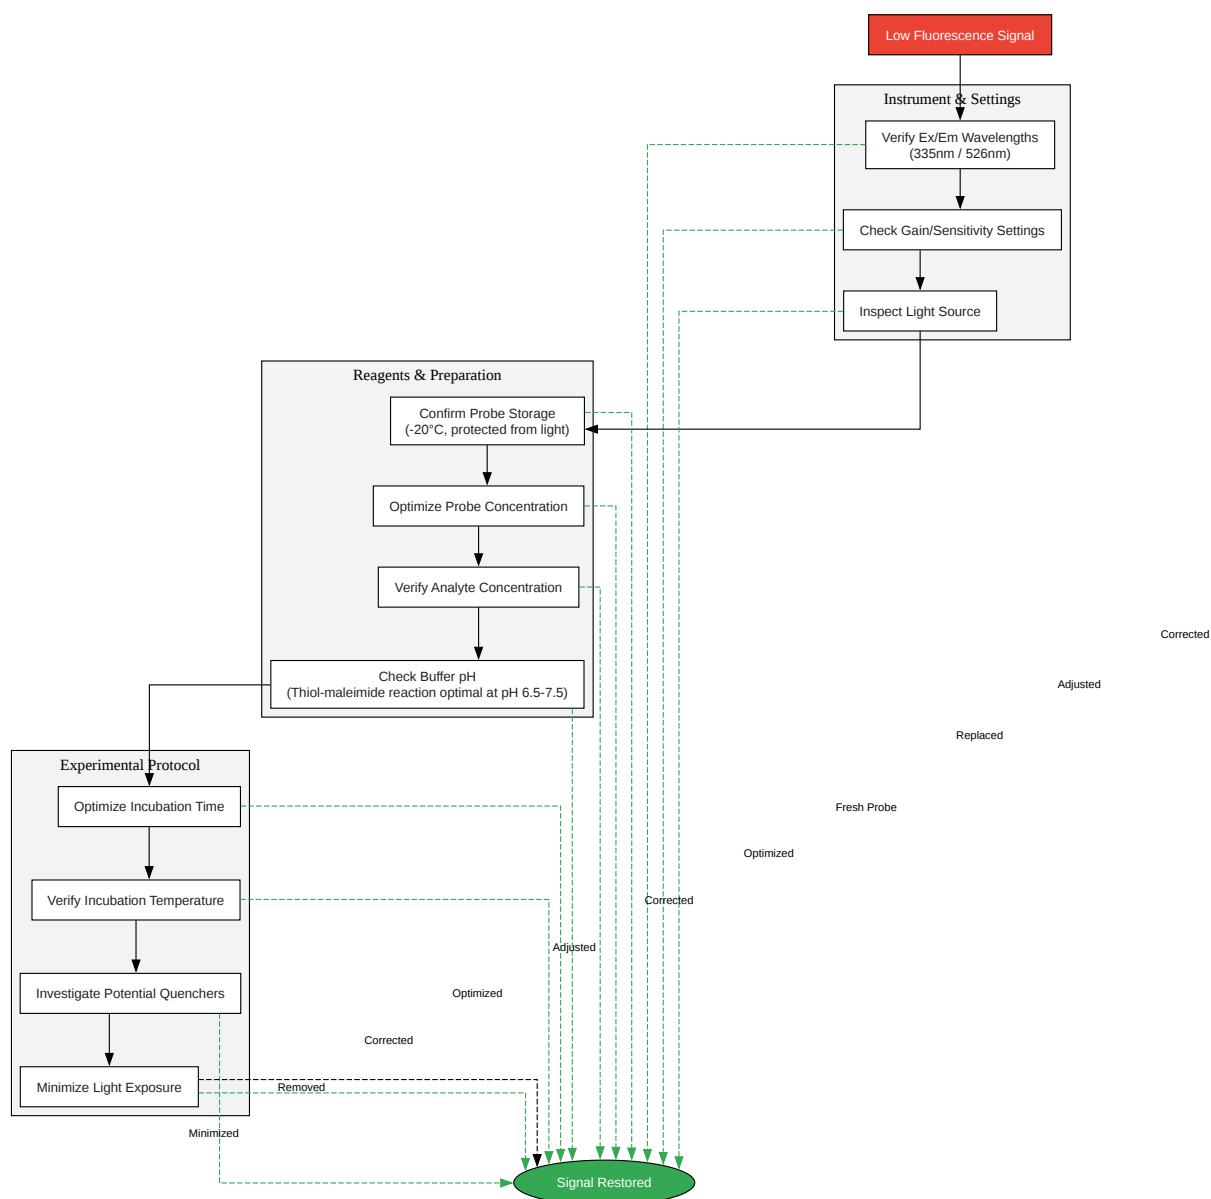 Low Fluorescence Signal
Instrument & Settings
Verify Ex/Em Wavelengths
(335nm / 526nm)
Check Gain/Sensitivity Settings
Inspect Light Source
Reagents & Preparation
Confirm Probe Storage
(-20°C, protected from light)
Optimize Probe Concentration
Verify Analyte Concentration
Corrected
Check Buffer pH
(Thiol-maleimide reaction optimal at pH 6.5-7.5)
Adjusted
Replaced
Experimental Protocol
Optimize Incubation Time
Fresh Probe
Optimized
Verify Incubation Temperature
Corrected
Adjusted
Investigate Potential Quenchers
Optimized
Corrected
Minimize Light Exposure
Removed
Minimized
Signal Restored